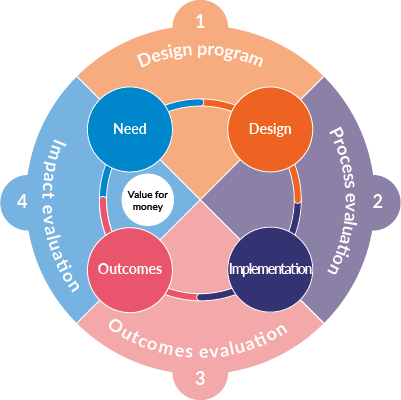 1
Design program
Need
Design
Process evaluation
2
Impact evaluation
4
Value for
money
Outcomes
Implementation
Outcomes evaluation
3